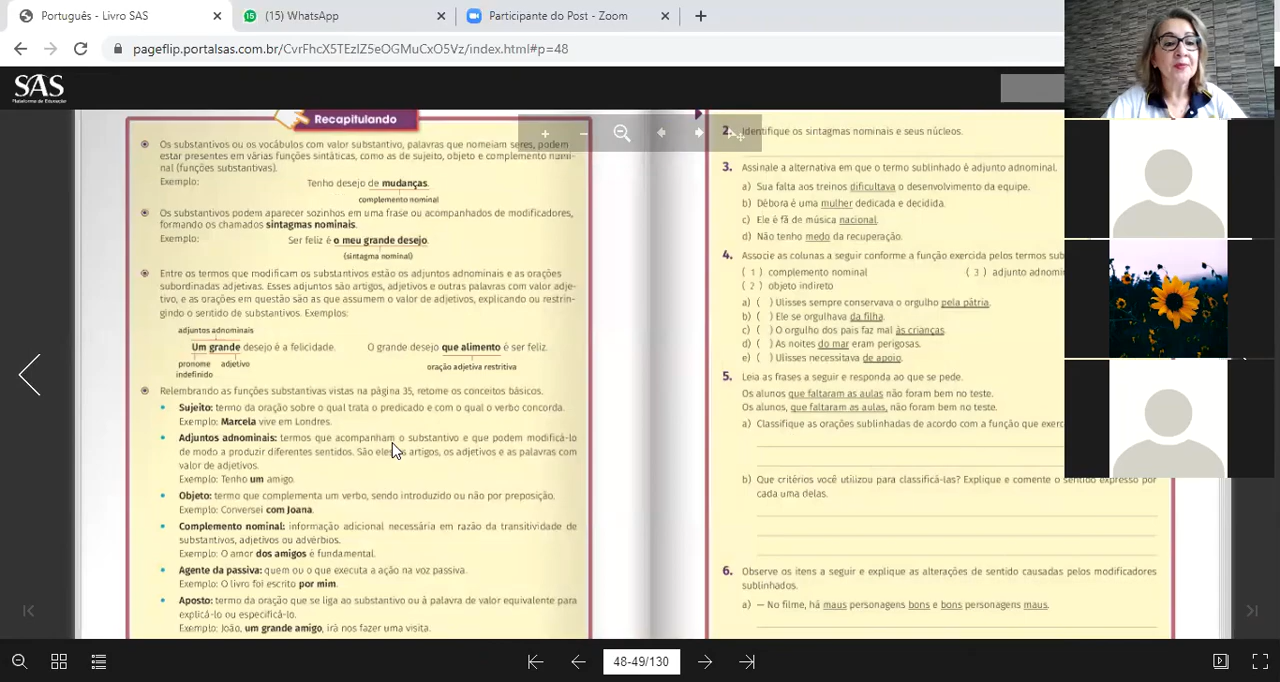 Português - Livro SAS
(15) WhatsApp
Participante do Post - Zoom
pageflip.portalsas.com.br/CvrFhcX5TEzIZ5eOGMuCxO5Vz/index.html#p=48
SAS
Plataforma de Educação
Recapitulando
Os substantivos ou os vocábulos com valor substantivo, palavras que nomeiam seres, podem
estar presentes em várias funções sintáticas, como as de sujeito, objeto e complemento nomi-
nal (funções substantivas).
Exemplo:
Tenho desejo de mudanças.
complemento nominal
Os substantivos podem aparecer sozinhos em uma frase ou acompanhados de modificadores,
formando os chamados sintagmas nominais.
Exemplo:
Ser feliz é o meu grande desejo.
(sintagma nominal)
Entre os termos que modificam os substantivos estão os adjuntos adnominais e as orações
subordinadas adjetivas. Esses adjuntos são artigos, adjetivos e outras palavras com valor adje-
tivo, e as orações em questão são as que assumem o valor de adjetivos, explicando ou restrin-
gindo o sentido de substantivos. Exemplos:
adjuntos adnominais
Um grande desejo é a felicidade.
O grande desejo que alimento é ser feliz.
pronome
adjetivo
oração adjetiva restritiva
indefinido
Relembrando as funções substantivas vistas na página 35, retome os conceitos básicos.
Sujeito: termo da oração sobre o qual trata o predicado e com o qual o verbo concorda.
Exemplo: Marcela vive em Londres.
Adjuntos adnominais: termos que acompanham o substantivo e que podem modificá-lo
de modo a produzir diferentes sentidos. São eles os artigos, os adjetivos e as palavras com
valor de adjetivos.
Exemplo: Tenho um amigo.
Objeto: termo que complementa um verbo, sendo introduzido ou não por preposição.
Exemplo: Conversei com Joana.
Complemento nominal: informação adicional necessária em razão da transitividade de
substantivos, adjetivos ou advérbios.
Exemplo: O amor dos amigos é fundamental.
Agente da passiva: quem ou o que executa a ação na voz passiva.
Exemplo: O livro foi escrito por mim.
Aposto: termo da oração que se liga ao substantivo ou à palavra de valor equivalente para
explicá-lo ou especificá-lo.
Exemplo: João, um grande amigo, irá nos fazer uma visita.
2. Identifique os sintagmas nominais e seus núcleos.
3. Assinale a alternativa em que o termo sublinhado é adjunto adnominal.
a) Sua falta aos treinos dificultava o desenvolvimento da equipe.
b) Débora é uma mulher dedicada e decidida.
c) Ele é fã de música nacional.
d) Não tenho medo da recuperação.
4. Associe as colunas a seguir conforme a função exercida pelos termos sub
( 1 ) complemento nominal
( 3 ) adjunto adnomi
( 2 ) objeto indireto
a) ( ) Ulisses sempre conservava o orgulho pela pátria.
b) ( ) Ele se orgulhava da filha.
c) ( ) O orgulho dos pais faz mal às crianças.
d) ( ) As noites do mar eram perigosas.
e) ( ) Ulisses necessitava de apoio.
5. Leia as frases a seguir e responda ao que se pede.
Os alunos que faltaram as aulas não foram bem no teste.
Os alunos, que faltaram as aulas, não foram bem no teste.
a) Classifique as orações sublinhadas de acordo com a função que exerc
b) Que critérios você utilizou para classificá-las? Explique e comente o sentido expresso por
cada uma delas.
6. Observe os itens a seguir e explique as alterações de sentido causadas pelos modificadores
sublinhados.
a) — No filme, há maus personagens bons e bons personagens maus.
48-49/130